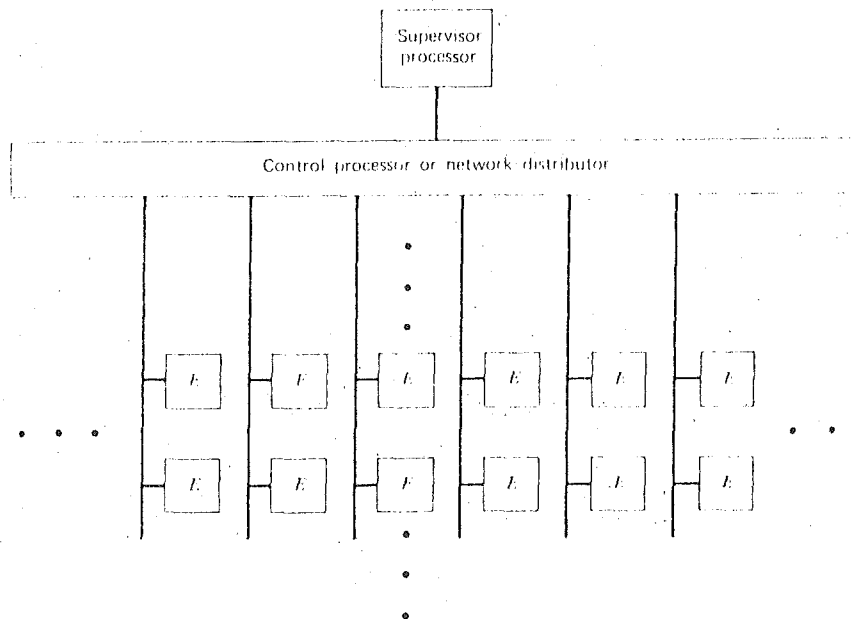 Supervisor
processor
Control processor or network distributor
E E E E E E
E E E E E E